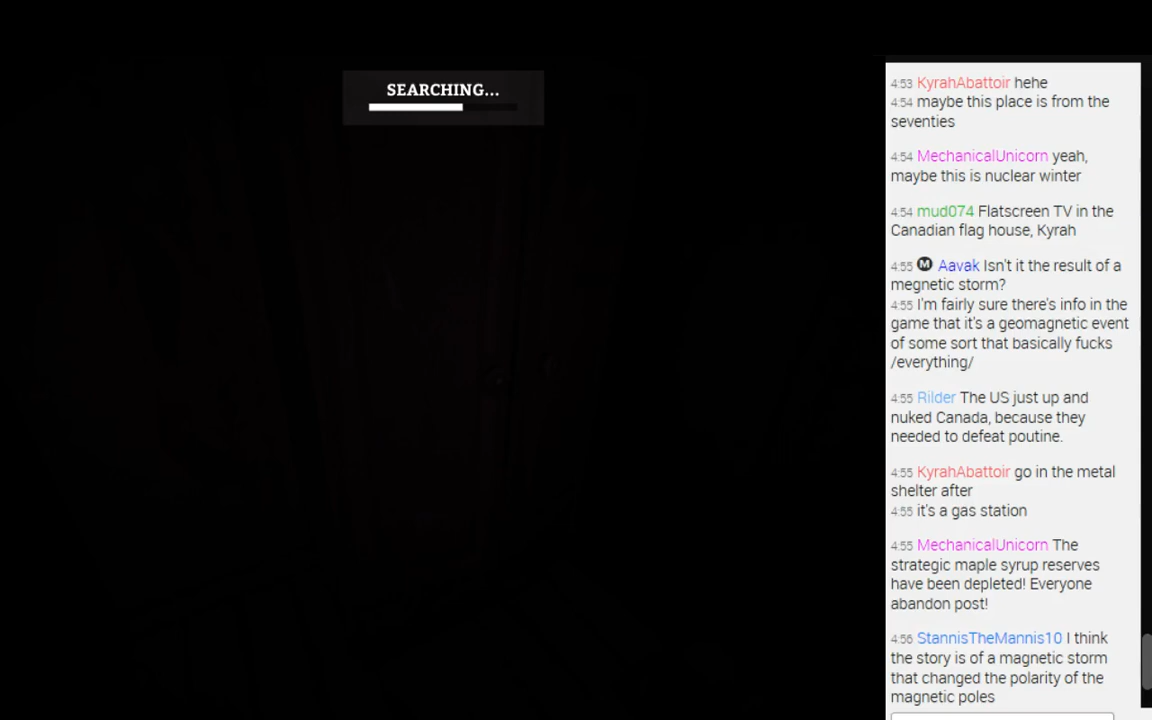 SEARCHING...
4:53 KyrahAbattoir hehe
4:54 maybe this place is from the
seventies
4:54 MechanicalUnicorn yeah,
maybe this is nuclear winter
4:54 mud074 Flatscreen TV in the
Canadian flag house, Kyrah
4:55 M Aavak Isn't it the result of a
megnetic storm?
4:55 I'm fairly sure there's info in the
game that it's a geomagnetic event
of some sort that basically fucks
/everything/
4:55 Rilder The US just up and
nuked Canada, because they
needed to defeat poutine.
4:55 KyrahAbattoir go in the metal
shelter after
4:55 it's a gas station
4:55 MechanicalUnicorn The
strategic maple syrup reserves
have been depleted! Everyone
abandon post!
4:56 StannisTheMannis10 I think
the story is of a magnetic storm
that changed the polarity of the
magnetic poles